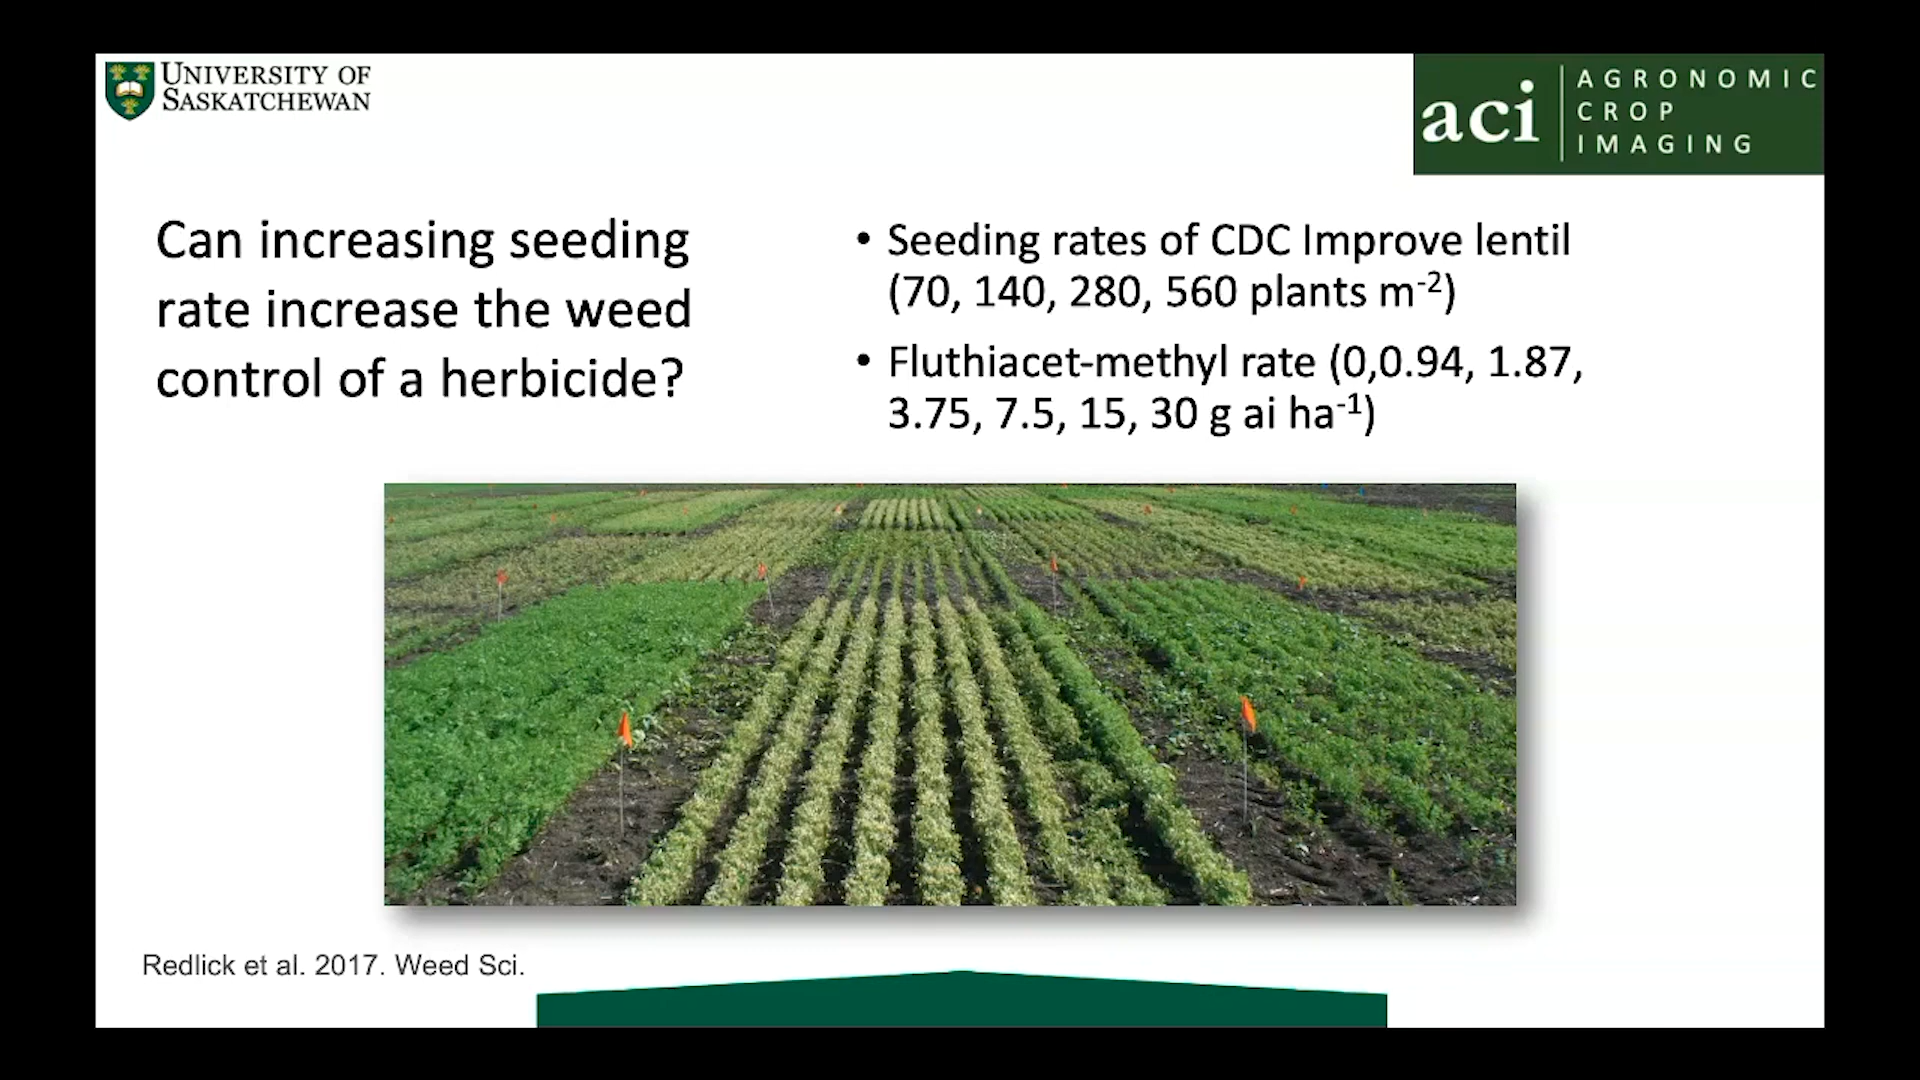 UNIVERSITY OF
SASKATCHEWAN
aci
AGRONOMIC
CROP
IMAGING
Can increasing seeding
rate increase the weed
control of a herbicide?
• Seeding rates of CDC Improve lentil
(70, 140, 280, 560 plants m⁻²)
• Fluthiacet-methyl rate (0,0.94, 1.87,
3.75, 7.5, 15, 30 g ai ha⁻¹)
Redlick et al. 2017. Weed Sci.